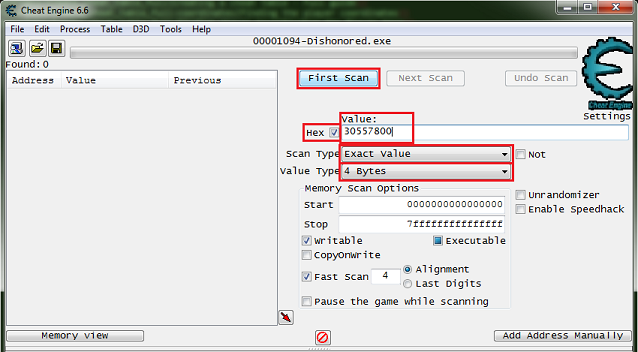 Cheat Engine 6.6
File Edit Process Table D3D Tools Help
00001094-Dishonored.exe
Found:0
Address Value Previous
First Scan Next Scan Undo Scan
Cheat Engine
Settings
Value:
Hex 30557800
Scan Type Exact Value Not
Value Type 4 Bytes
Memory Scan Options
Unrandomizer
Start 0000000000000000
Enable Speedhack
Stop 7fffffffffffffff
Writable Executable
CopyOnWrite
Fast Scan 4 Alignment
Last Digits
Pause the game while scanning
Memory view Add Address Manually